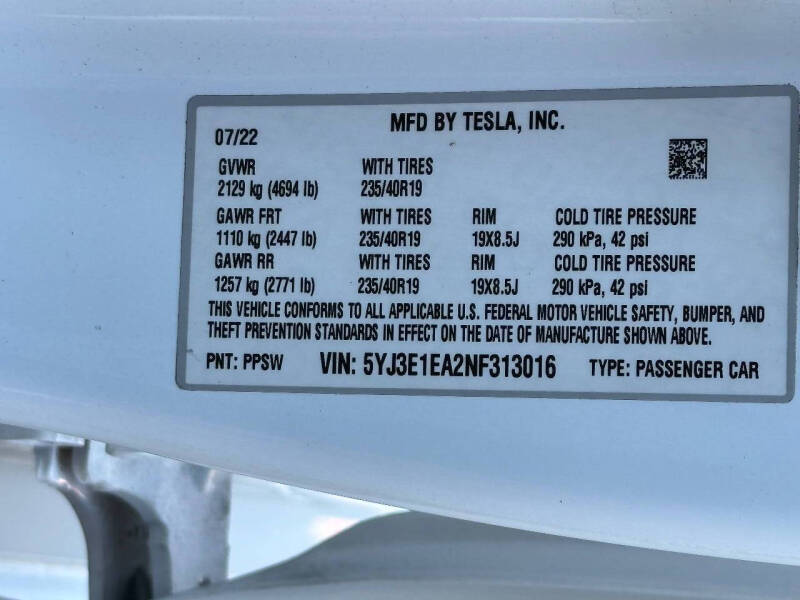 MFD BY TESLA, INC.
07/22
GVWR WITH TIRES
2129 kg (4694 lb) 235/40R19
GAWR FRT WITH TIRES RIM COLD TIRE PRESSURE
1110 kg (2447 lb) 235/40R19 19X8.5J 290 kPa, 42 psi
GAWR RR WITH TIRES RIM COLD TIRE PRESSURE
1257 kg (2771 lb) 235/40R19 19X8.5J 290 kPa, 42 psi
THIS VEHICLE CONFORMS TO ALL APPLICABLE U.S. FEDERAL MOTOR VEHICLE SAFETY, BUMPER, AND
THEFT PREVENTION STANDARDS IN EFFECT ON THE DATE OF MANUFACTURE SHOWN ABOVE.
PNT: PPSW VIN: 5YJ3E1EA2NF313016 TYPE: PASSENGER CAR